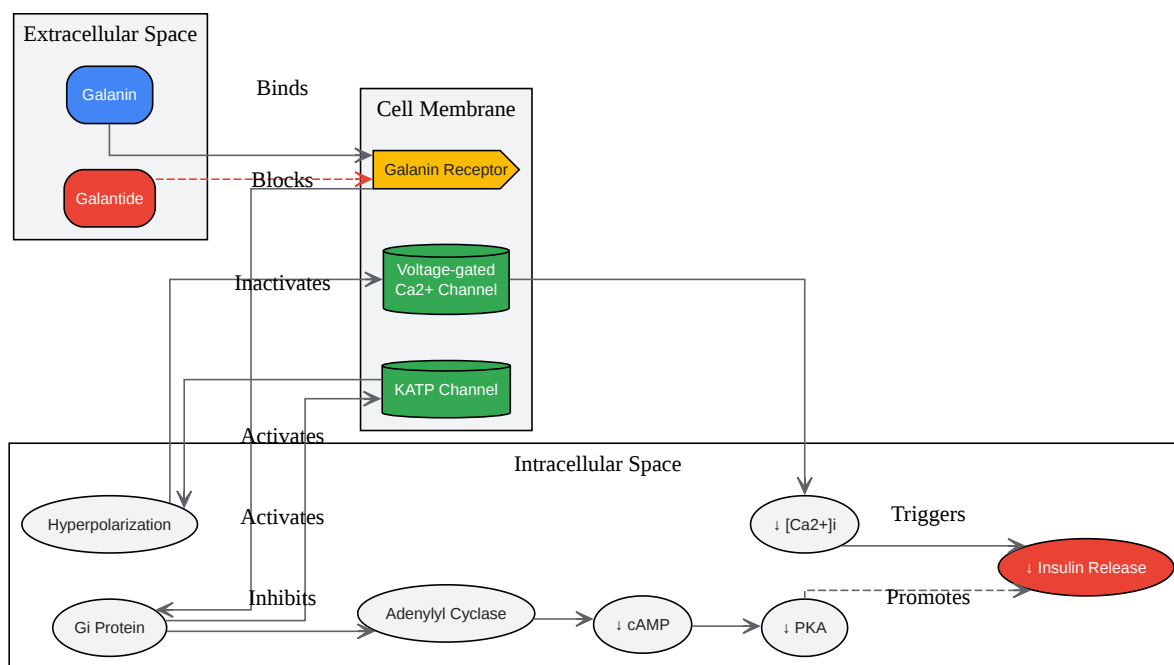 Extracellular Space
Galanin
Binds
Cell Membrane
Galanin Receptor
Galantide
Blocks
Voltage-gated
Ca2+ Channel
Inactivates
KATP Channel
Activates
Intracellular Space
Hyperpolarization
Activates
↓ [Ca2+]i
Triggers
↓ Insulin Release
Inhibits
Promotes
Gi Protein
Adenylyl Cyclase
↓ cAMP
↓ PKA